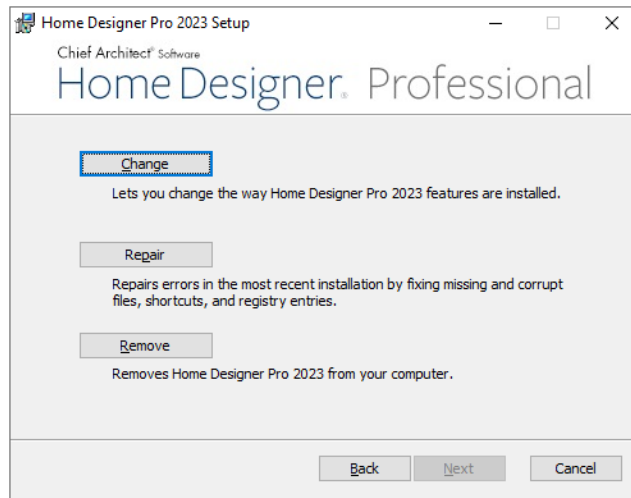 Home Designer Pro 2023 Setup
Chief Architect® Software
Home Designer® Professional
Change
Lets you change the way Home Designer Pro 2023 features are installed.
Repair
Repairs errors in the most recent installation by fixing missing and corrupt
files, shortcuts, and registry entries.
Remove
Removes Home Designer Pro 2023 from your computer.
Back Next Cancel